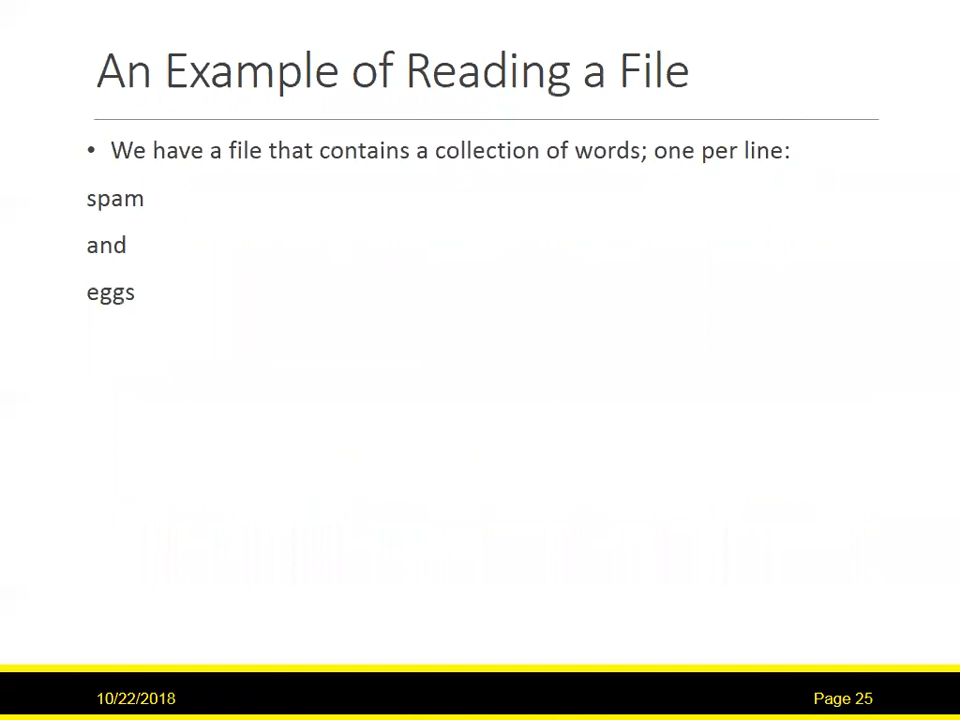 An Example of Reading a File
• We have a file that contains a collection of words; one per line:
spam
and
eggs
10/22/2018
Page 25